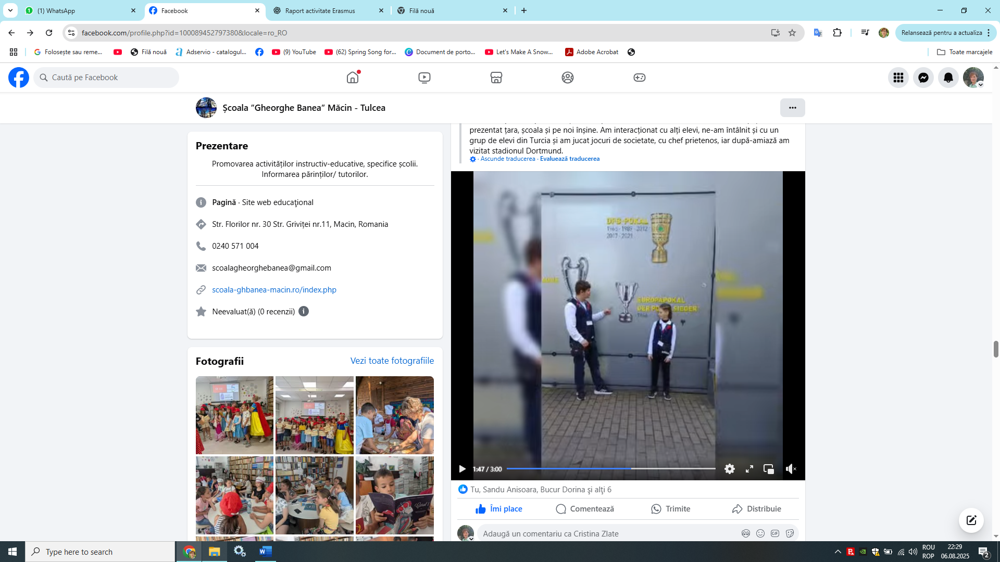 (1) WhatsApp
Facebook
Raport activitate Erasmus
Filă nouă
facebook.com/profile.php?id=100089452797380&locale=ro_RO
Relansează pentru a actualiza
Folosește sau reme...
Filă nouă
Adservio - catalogul...
(9) YouTube
(62) Spring Song for...
Document de porto...
Let's Make A Snow...
Adobe Acrobat
Toate marcajele
Caută pe Facebook
Școala ”Gheorghe Banea” Măcin - Tulcea
prezentat țara, școala și pe noi înșine. Am interacționat cu alți elevi, ne-am întâlnit și cu un
grup de elevi din Turcia și am jucat jocuri de societate, cu chef prietenos, iar după-amiază am
vizitat stadionul Dortmund.
· Ascunde traducerea · Evaluează traducerea
Prezentare
Promovarea activităților instructiv-educative, specifice școlii.
Informarea părinților/ tutorilor.
Pagină · Site web educaţional
Str. Florilor nr. 30 Str. Griviței nr.11, Macin, Romania
0240 571 004
scoalagheorghebanea@gmail.com
scoala-ghbanea-macin.ro/index.php
Neevaluat(ă) (0 recenzii)
Fotografii
Vezi toate fotografiile
DFB-POKAL
1965 · 1989 · 2012
2017 · 2021
EUROPAPOKAL
DER POKALSIEGER
1966
1:47 / 3:00
Tu, Sandu Anisoara, Bucur Dorina şi alţi 6
Îmi place
Comentează
Trimite
Distribuie
Adaugă un comentariu ca Cristina Zlate
GIF
Type here to search
ROU
ROP
22:29
06.08.2025
2